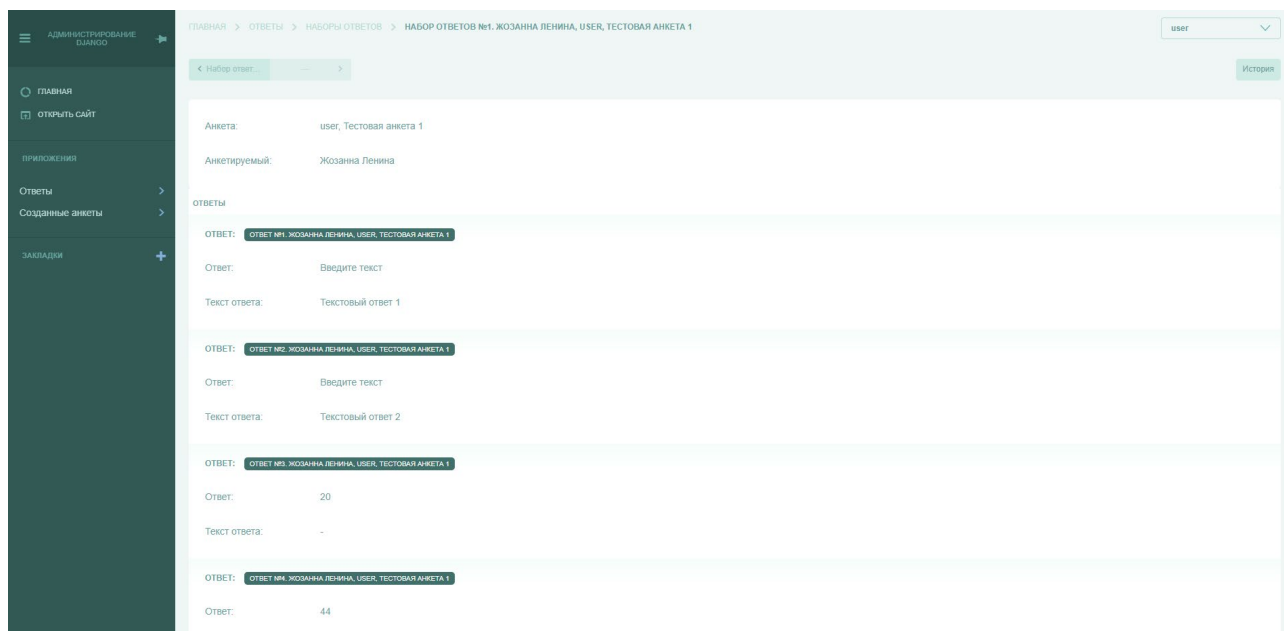 АДМИНИСТРИРОВАНИЕ
DJANGO
ГЛАВНАЯ
ОТКРЫТЬ САЙТ
ПРИЛОЖЕНИЯ
Ответы
Созданные анкеты
ЗАКЛАДКИ
ГЛАВНАЯ > ОТВЕТЫ > НАБОРЫ ОТВЕТОВ > НАБОР ОТВЕТОВ №1. ЖОЗАННА ЛЕНИНА, USER, ТЕСТОВАЯ АНКЕТА 1
user
Набор ответ... --- >
История
Анкета: user, Тестовая анкета 1
Анкетируемый: Жозанна Ленина
ОТВЕТЫ
ОТВЕТ: ОТВЕТ №1. ЖОЗАННА ЛЕНИНА, USER, ТЕСТОВАЯ АНКЕТА 1
Ответ: Введите текст
Текст ответа: Текстовый ответ 1
ОТВЕТ: ОТВЕТ №2. ЖОЗАННА ЛЕНИНА, USER, ТЕСТОВАЯ АНКЕТА 1
Ответ: Введите текст
Текст ответа: Текстовый ответ 2
ОТВЕТ: ОТВЕТ №3. ЖОЗАННА ЛЕНИНА, USER, ТЕСТОВАЯ АНКЕТА 1
Ответ: 20
Текст ответа: -
ОТВЕТ: ОТВЕТ №4. ЖОЗАННА ЛЕНИНА, USER, ТЕСТОВАЯ АНКЕТА 1
Ответ: 44